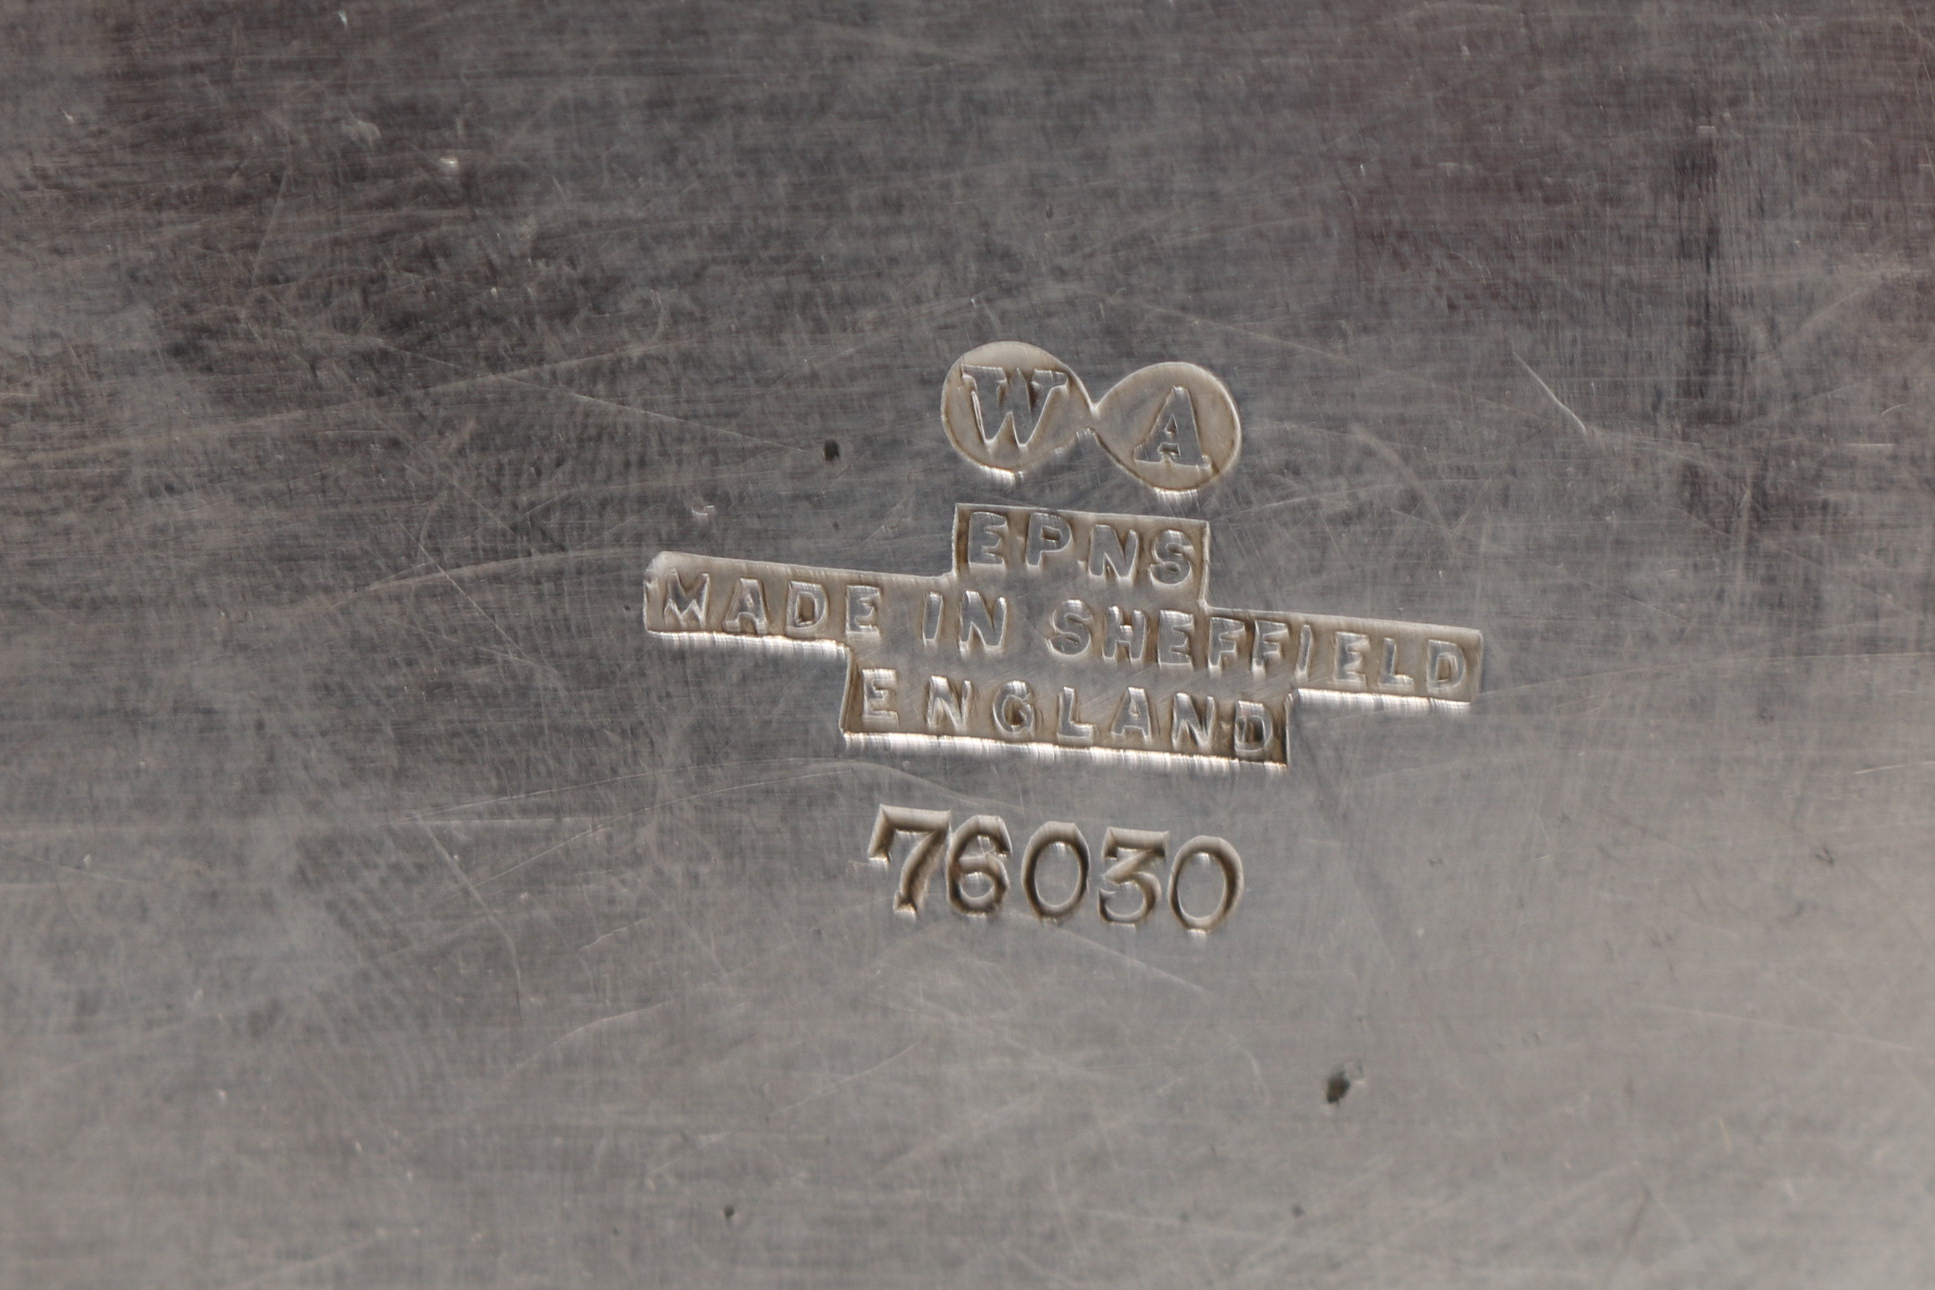 W A
EPNS
MADE IN SHEFFIELD
ENGLAND
76030